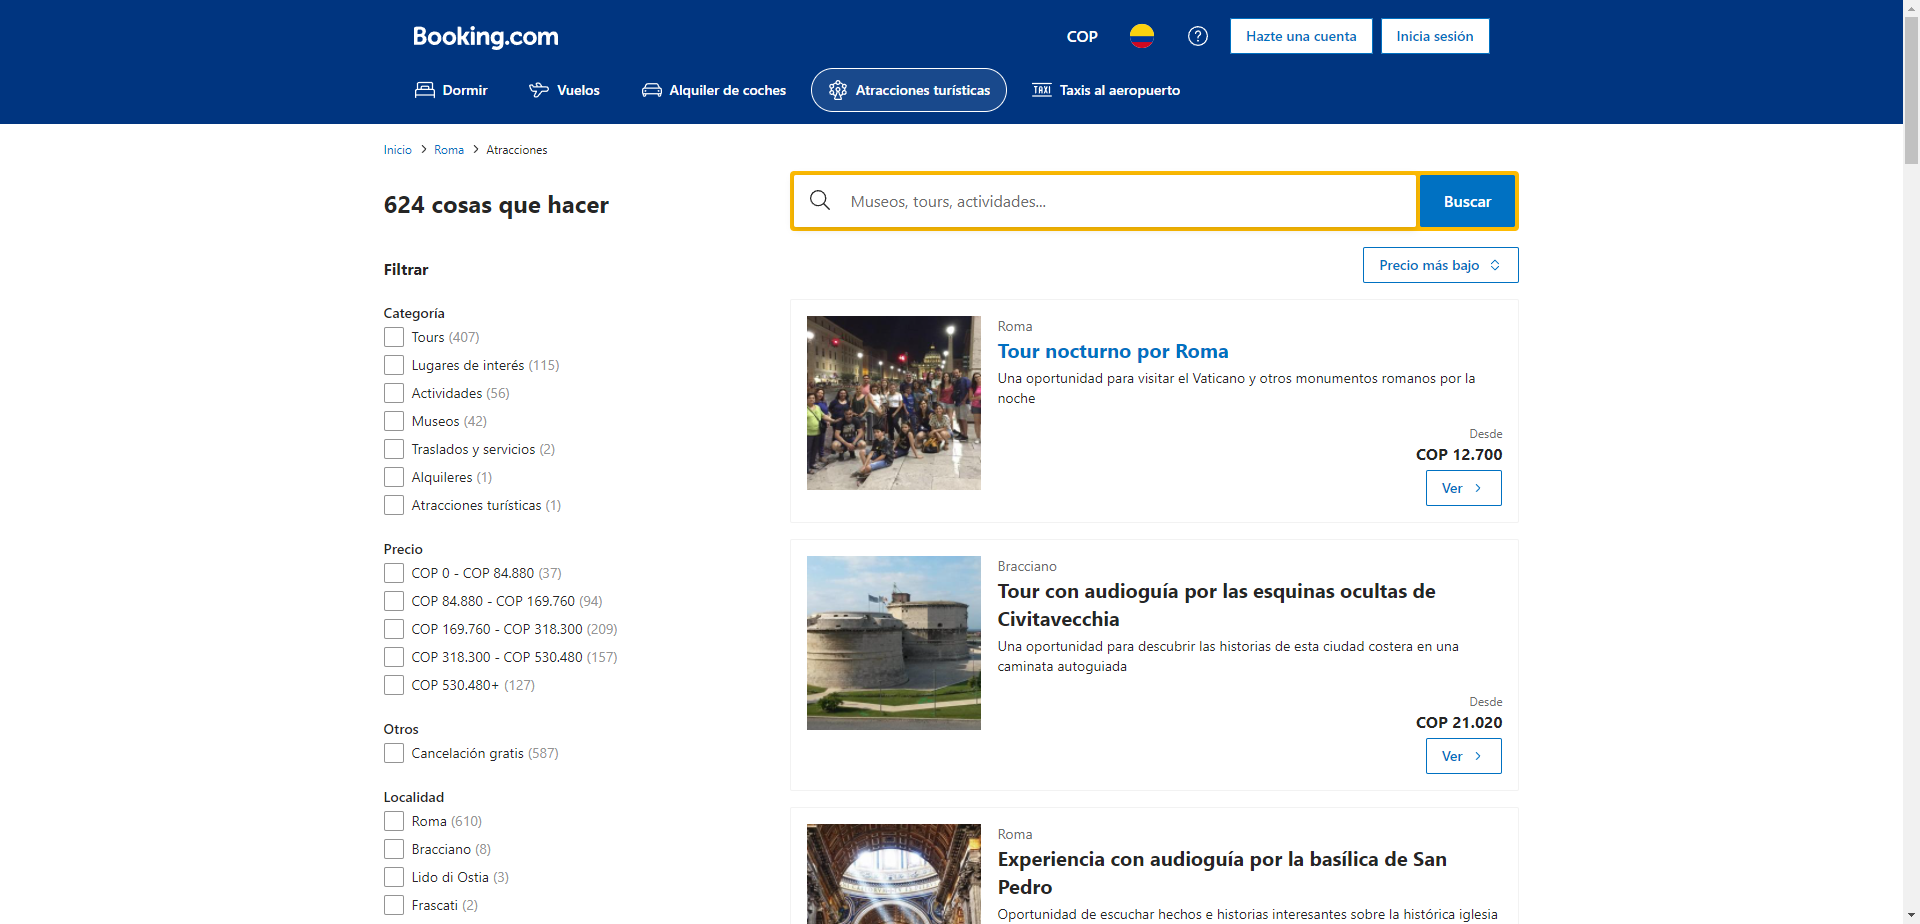 Booking.com
COP
Hazte una cuenta
Inicia sesión
Dormir
Vuelos
Alquiler de coches
Atracciones turísticas
TAXI
Taxis al aeropuerto
Inicio > Roma > Atracciones
624 cosas que hacer
Museos, tours, actividades...
Buscar
Precio más bajo
Filtrar
Categoría
Tours (407)
Lugares de interés (115)
Actividades (56)
Museos (42)
Traslados y servicios (2)
Alquileres (1)
Atracciones turísticas (1)
Precio
COP 0 - COP 84.880 (37)
COP 84.880 - COP 169.760 (94)
COP 169.760 - COP 318.300 (209)
COP 318.300 - COP 530.480 (157)
COP 530.480+ (127)
Otros
Cancelación gratis (587)
Localidad
Roma (610)
Bracciano (8)
Lido di Ostia (3)
Frascati (2)
Roma
Tour nocturno por Roma
Una oportunidad para visitar el Vaticano y otros monumentos romanos por la
noche
Desde
COP 12.700
Ver
Bracciano
Tour con audioguía por las esquinas ocultas de
Civitavecchia
Una oportunidad para descubrir las historias de esta ciudad costera en una
caminata autoguiada
Desde
COP 21.020
Ver
Roma
Experiencia con audioguía por la basílica de San
Pedro
Oportunidad de escuchar hechos e historias interesantes sobre la histórica iglesia